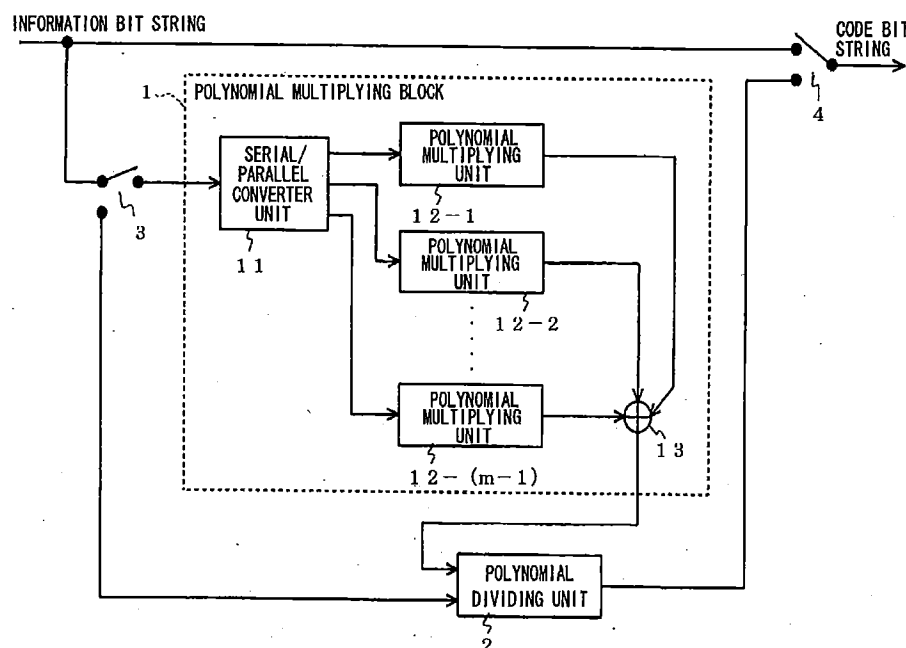 INFORMATION BIT STRING
CODE BIT
STRING
4
1
POLYNOMIAL MULTIPLYING BLOCK
SERIAL/
PARALLEL
CONVERTER
UNIT
11
POLYNOMIAL
MULTIPLYING
UNIT
12-1
3
POLYNOMIAL
MULTIPLYING
UNIT
12-2
POLYNOMIAL
MULTIPLYING
UNIT
12-(m-1)
13
POLYNOMIAL
DIVIDING UNIT
2